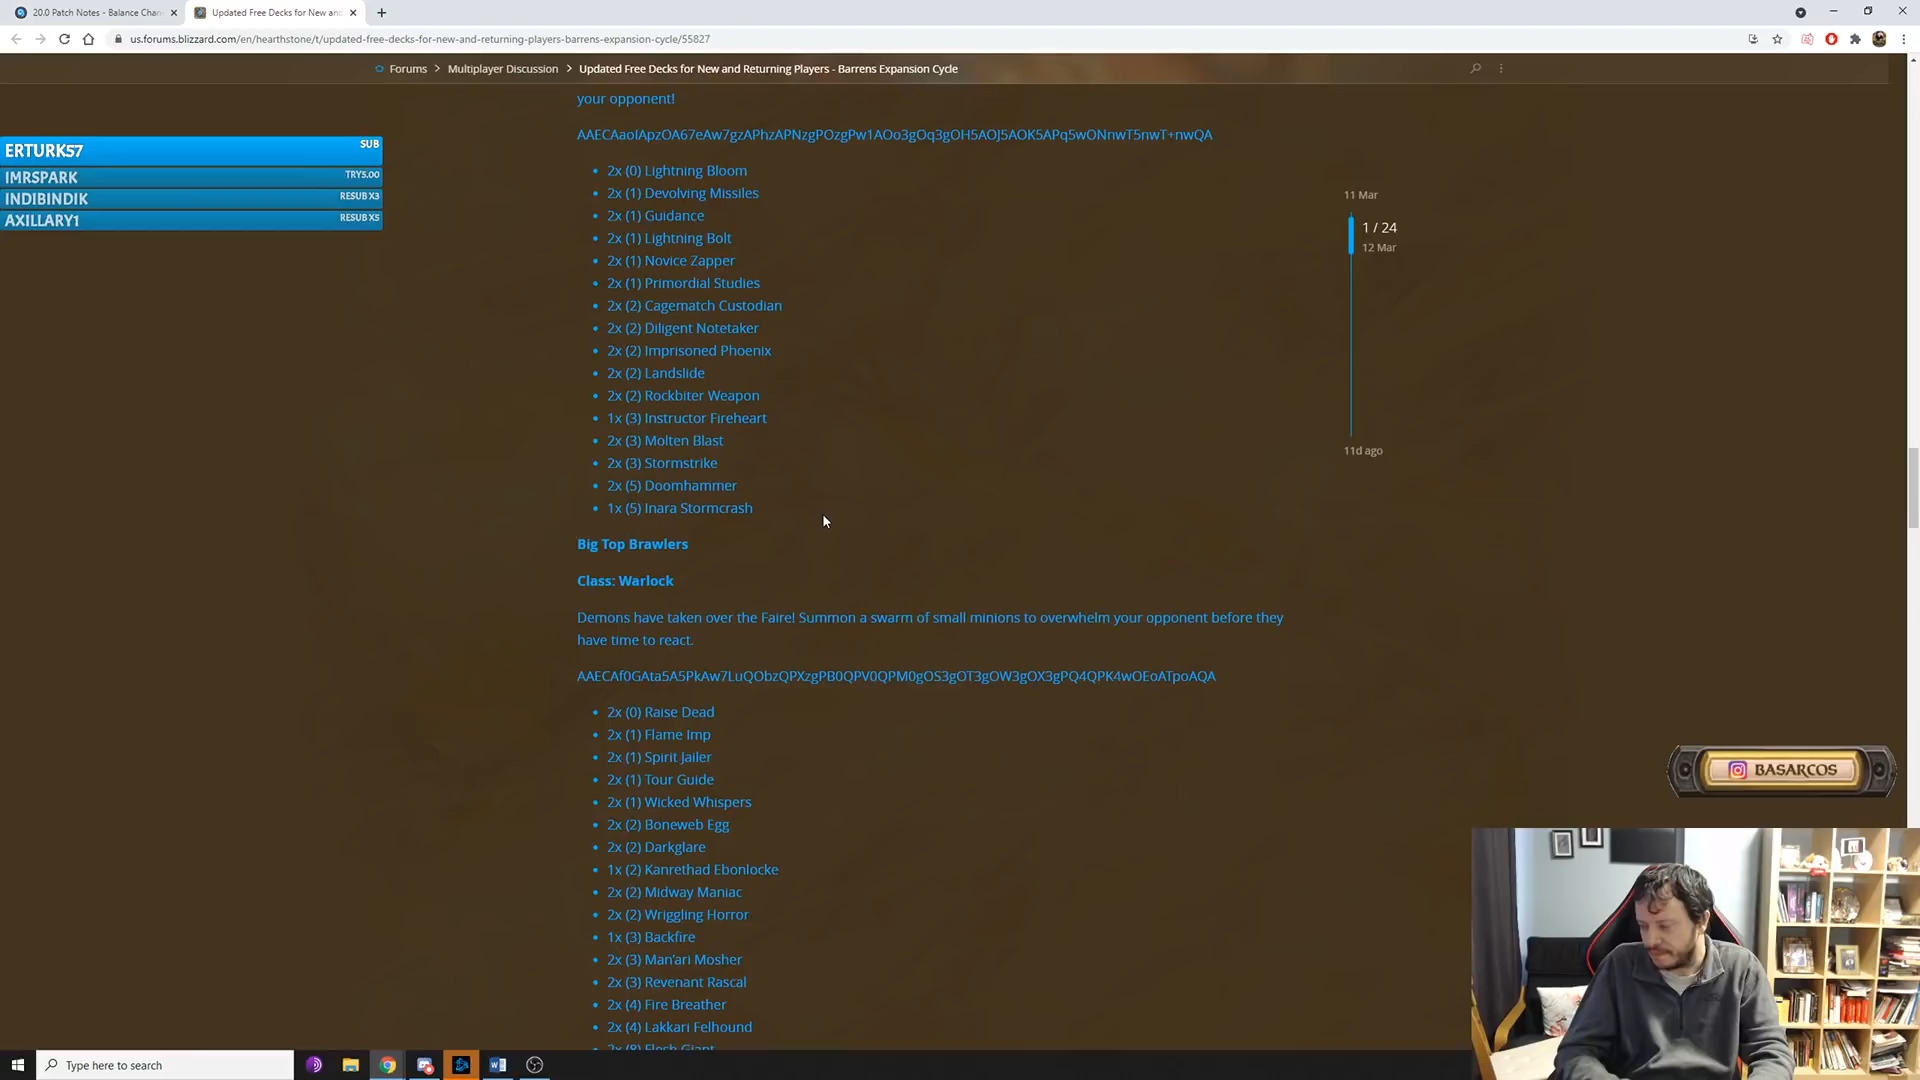 20.0 Patch Notes - Balance Chan
Updated Free Decks for New and
us.forums.blizzard.com/en/hearthstone/t/updated-free-decks-for-new-and-returning-players-barrens-expansion-cycle/55827
Forums > Multiplayer Discussion > Updated Free Decks for New and Returning Players - Barrens Expansion Cycle
your opponent!
AAECAaoIApzOA67eAw7gzAPhzAPNzgPOzgPw1AOo3gOq3gOH5AOJ5AOK5APq5wONnwT5nwT+nwQA
2x (0) Lightning Bloom
2x (1) Devolving Missiles
2x (1) Guidance
2x (1) Lightning Bolt
2x (1) Novice Zapper
2x (1) Primordial Studies
2x (2) Cagematch Custodian
2x (2) Diligent Notetaker
2x (2) Imprisoned Phoenix
2x (2) Landslide
2x (2) Rockbiter Weapon
1x (3) Instructor Fireheart
2x (3) Molten Blast
2x (3) Stormstrike
2x (5) Doomhammer
1x (5) Inara Stormcrash
Big Top Brawlers
Class: Warlock
Demons have taken over the Faire! Summon a swarm of small minions to overwhelm your opponent before they
have time to react.
AAECAf0GAta5A5PkAw7LuQObzQPXzgPB0QPV0QPM0gOS3gOT3gOW3gOX3gPQ4QPK4wOEoATpoAQA
2x (0) Raise Dead
2x (1) Flame Imp
2x (1) Spirit Jailer
2x (1) Tour Guide
2x (1) Wicked Whispers
2x (2) Boneweb Egg
2x (2) Darkglare
1x (2) Kanrethad Ebonlocke
2x (2) Midway Maniac
2x (2) Wriggling Horror
1x (3) Backfire
2x (3) Man'ari Mosher
2x (3) Revenant Rascal
2x (4) Fire Breather
2x (4) Lakkari Felhound
2x (8) Flesh Giant
11 Mar
1 / 24
12 Mar
11d ago
ERTURK57 SUB
IMRSPARK TRY5.00
INDIBINDIK RESUB X3
AXILLARY1 RESUB X5
BASARCOS
Type here to search